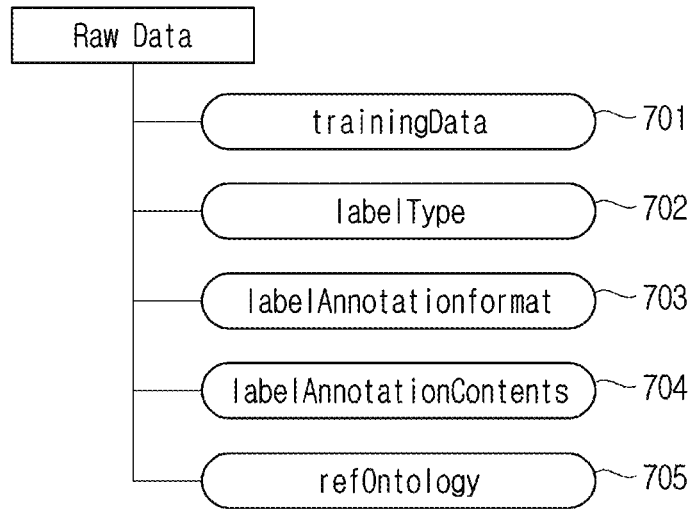 Raw Data
trainingData 701
labelType 702
labelAnnotationformat 703
labelAnnotationContents 704
refOntology 705